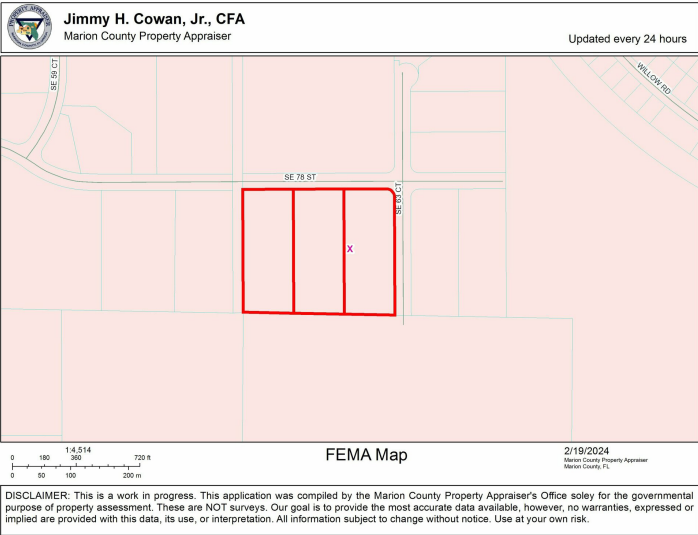 Jimmy H. Cowan, Jr., CFA
Marion County Property Appraiser
Updated every 24 hours
SE 59 CT
WILLOW RD
SE 78 ST
SE 63 CT
X
1:4,514
0 180 360 720 ft
0 50 100 200 m
FEMA Map
2/19/2024
Marion County Property Appraiser
Marion County, FL
DISCLAIMER: This is a work in progress. This application was compiled by the Marion County Property Appraiser's Office soley for the governmental
purpose of property assessment. These are NOT surveys. Our goal is to provide the most accurate data available, however, no warranties, expressed or
implied are provided with this data, its use, or interpretation. All information subject to change without notice. Use at your own risk.